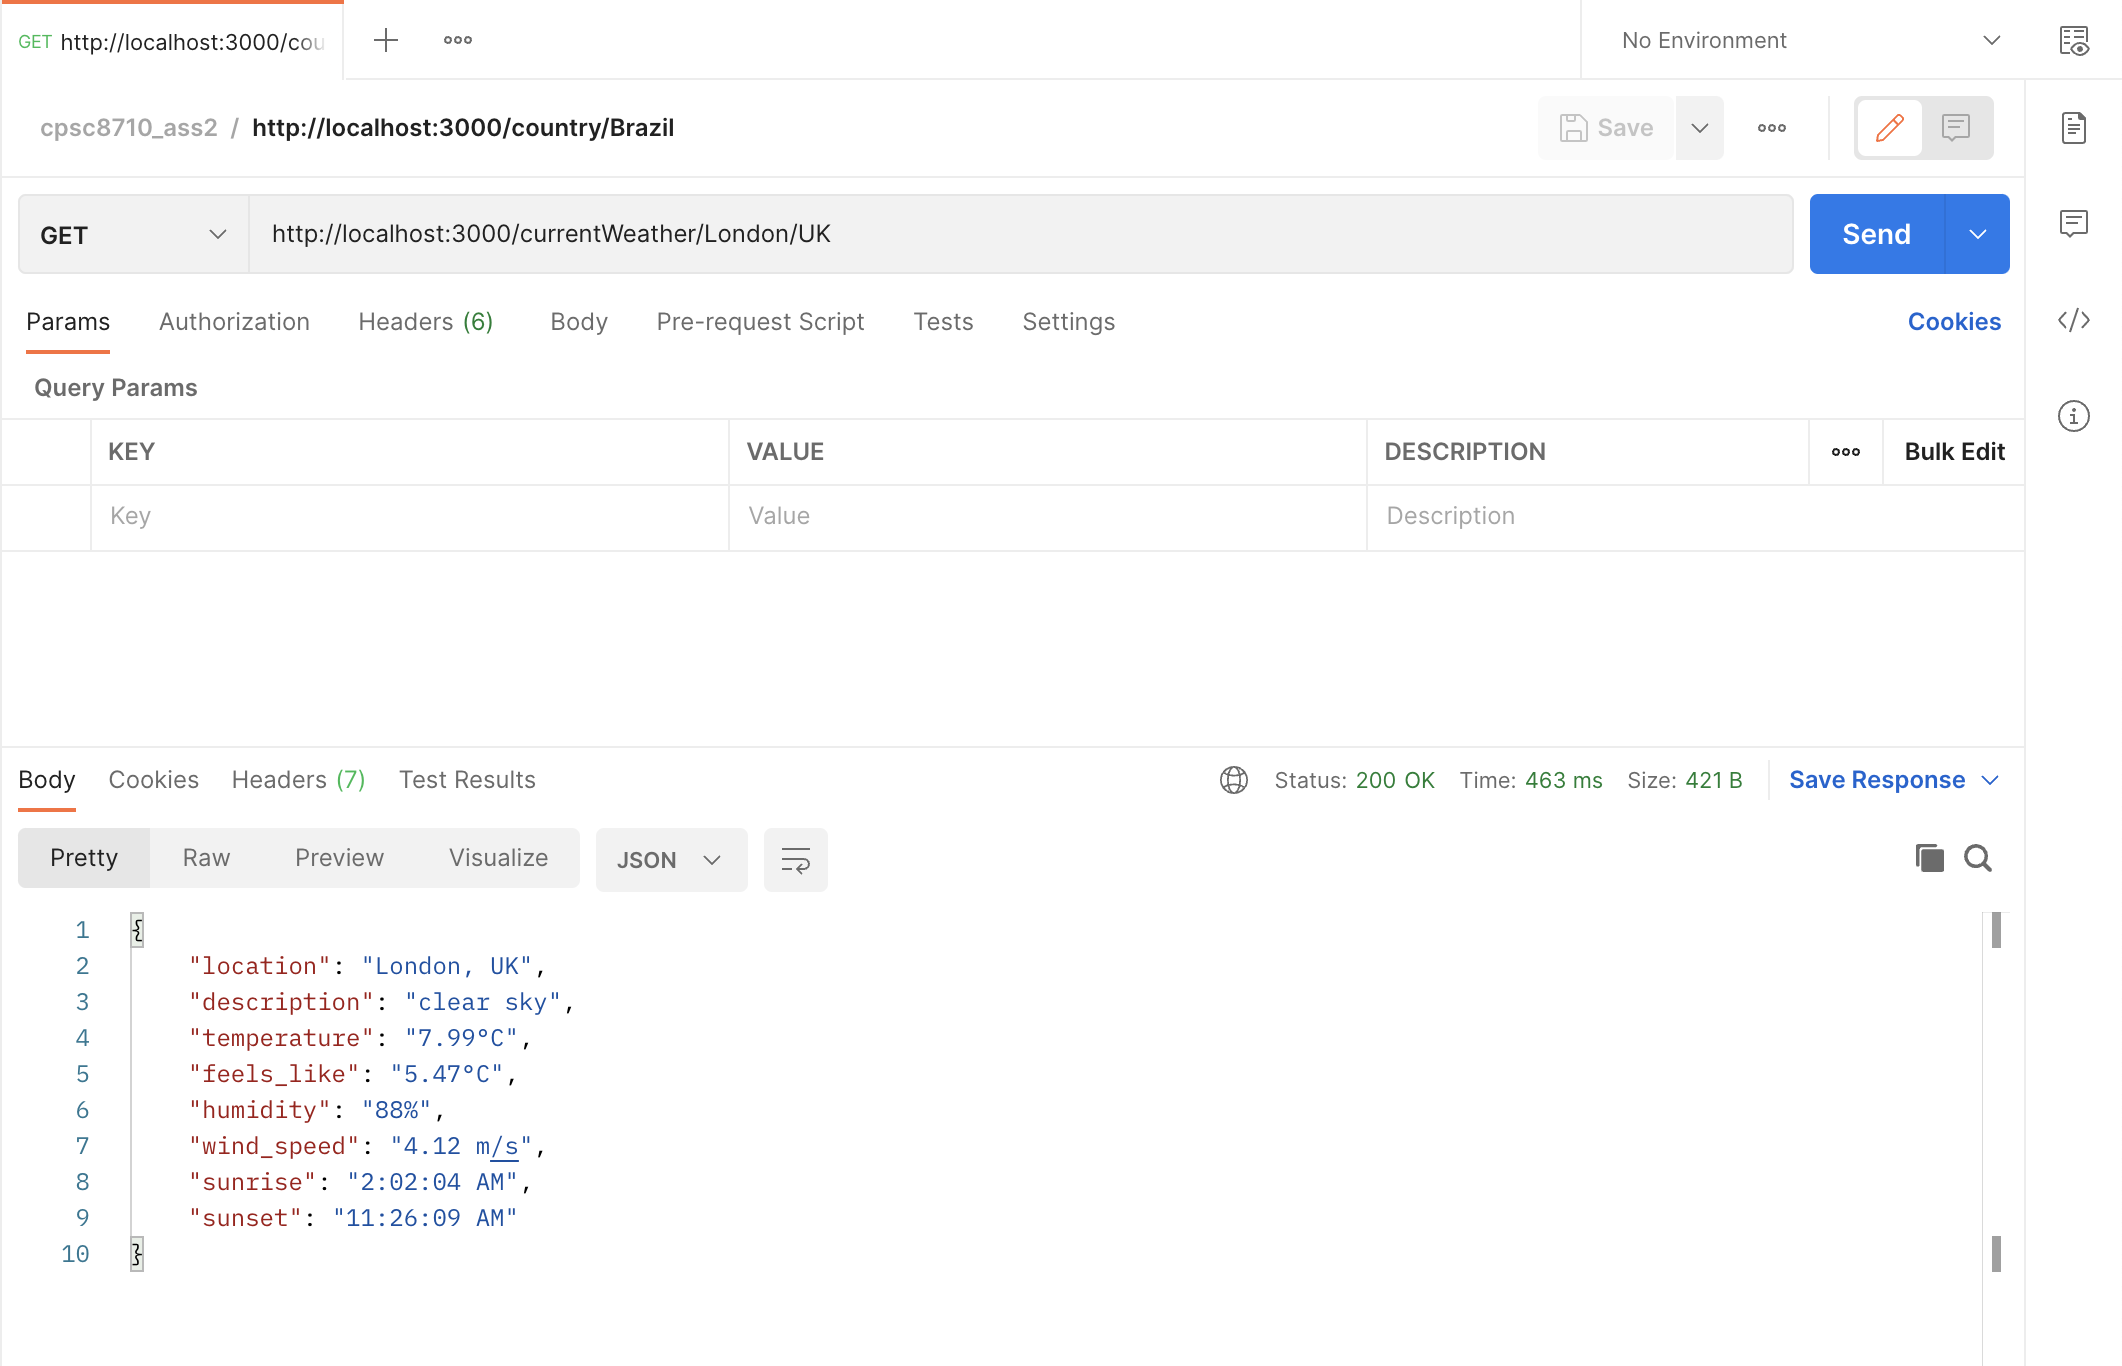 GET http://localhost:3000/cou
No Environment
cpsc8710_ass2 / http://localhost:3000/country/Brazil
Save
GET http://localhost:3000/currentWeather/London/UK Send
Params Authorization Headers (6) Body Pre-request Script Tests Settings Cookies
Query Params
KEY VALUE DESCRIPTION Bulk Edit
Key Value Description
Body Cookies Headers (7) Test Results Status: 200 OK Time: 463 ms Size: 421 B Save Response
Pretty Raw Preview Visualize JSON
1 {
2 "location": "London, UK",
3 "description": "clear sky",
4 "temperature": "7.99°C",
5 "feels_like": "5.47°C",
6 "humidity": "88%",
7 "wind_speed": "4.12 m/s",
8 "sunrise": "2:02:04 AM",
9 "sunset": "11:26:09 AM"
10 }